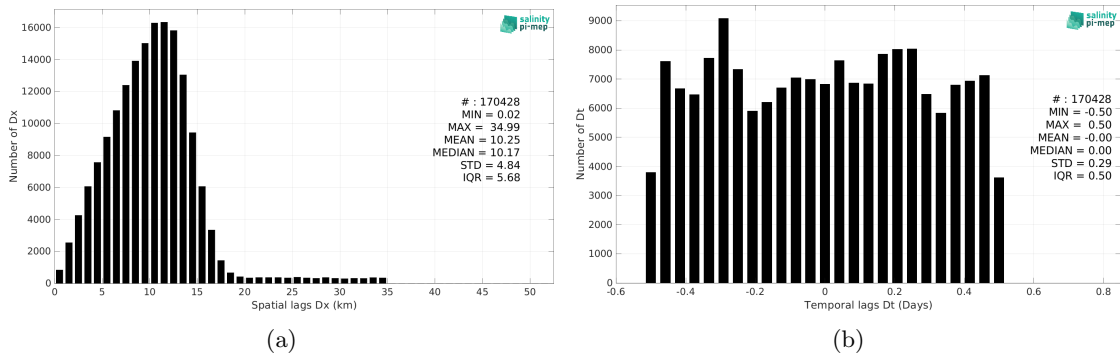 16000
14000
12000
10000
8000
6000
4000
2000
0
Number of Dx
salinity
pi-mep
# : 170428
MIN = 0.02
MAX = 34.99
MEAN = 10.25
MEDIAN = 10.17
STD = 4.84
IQR = 5.68
0 5 10 15 20 25 30 35 40 45 50
Spatial lags Dx (km)
(a)
9000
8000
7000
6000
5000
4000
3000
2000
1000
0
Number of Dt
salinity
pi-mep
# : 170428
MIN = -0.50
MAX = 0.50
MEAN = -0.00
MEDIAN = 0.00
STD = 0.29
IQR = 0.50
-0.6 -0.4 -0.2 0 0.2 0.4 0.6 0.8
Temporal lags Dt (Days)
(b)